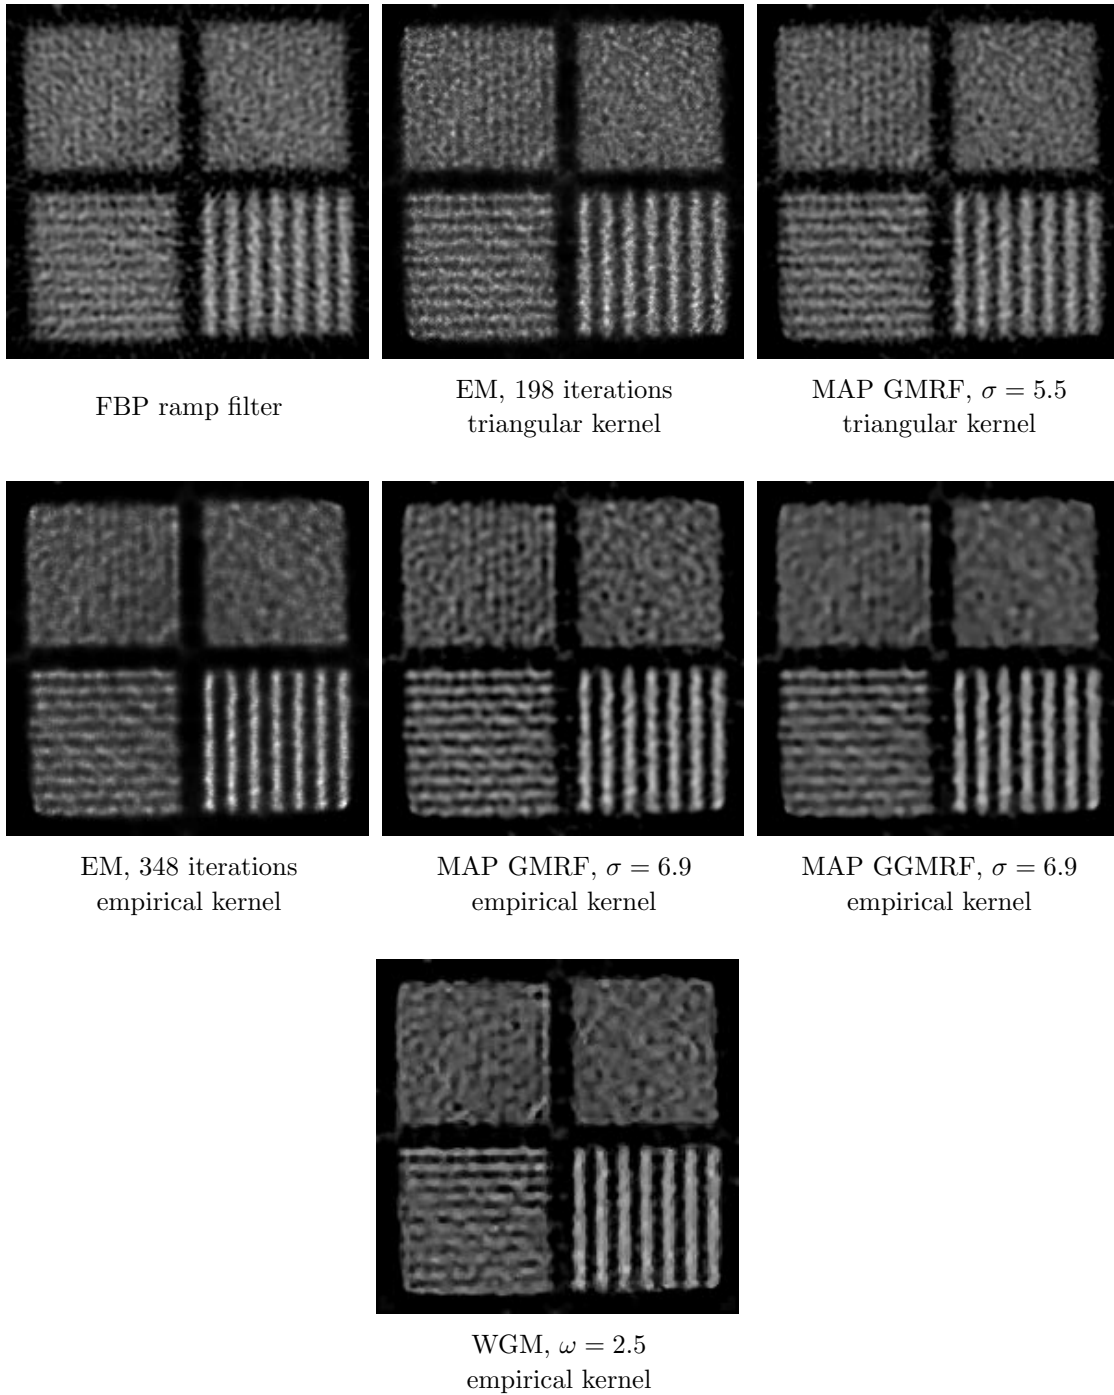 FBP ramp filter
EM, 198 iterations
triangular kernel
MAP GMRF, σ = 5.5
triangular kernel
EM, 348 iterations
empirical kernel
MAP GMRF, σ = 6.9
empirical kernel
MAP GGMRF, σ = 6.9
empirical kernel
WGM, ω = 2.5
empirical kernel